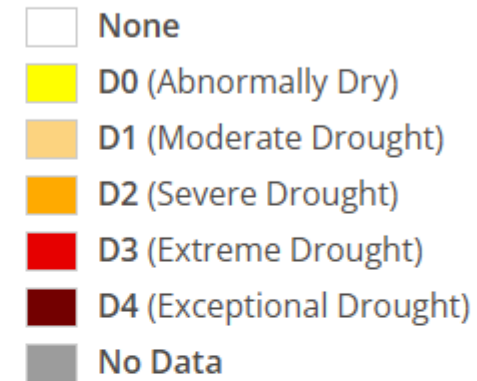 None
D0 (Abnormally Dry)
D1 (Moderate Drought)
D2 (Severe Drought)
D3 (Extreme Drought)
D4 (Exceptional Drought)
No Data